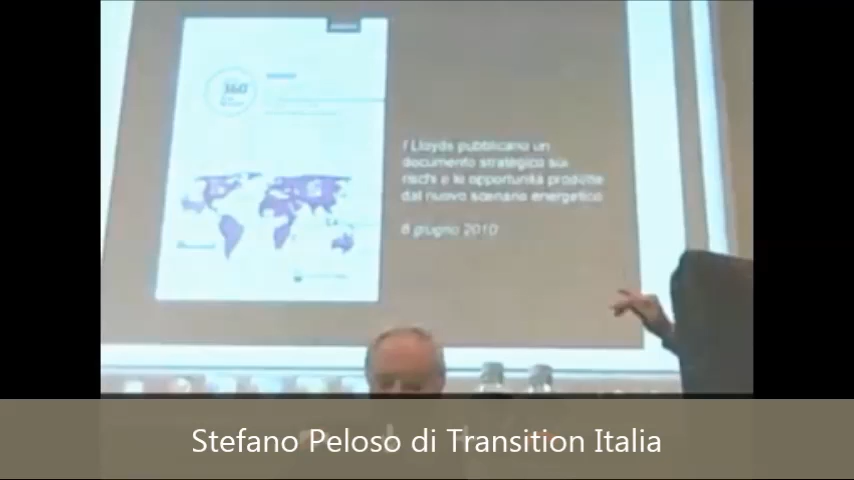 360
I Lloyds pubblicano un
documento strategico sui
rischi e le opportunità prodotte
dal nuovo scenario energetico
8 giugno 2010
Stefano Peloso di Transition Italia